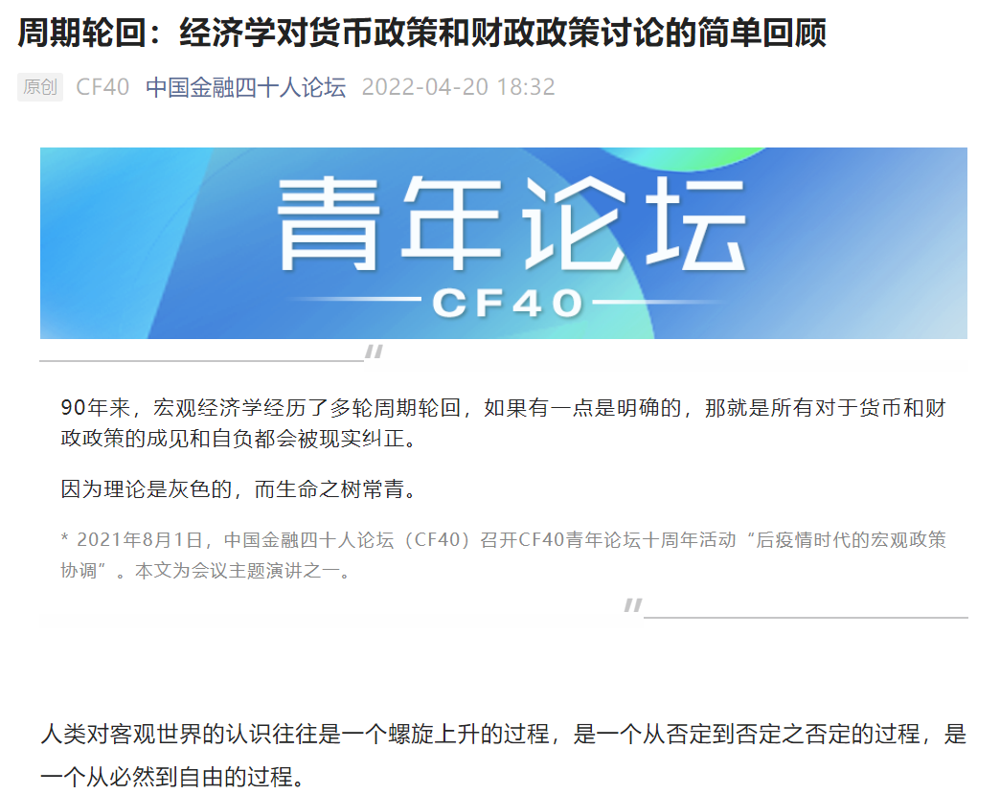 周期轮回：经济学对货币政策和财政政策讨论的简单回顾
原创 CF40 中国金融四十人论坛 2022-04-20 18:32
青年论坛
CF40
90年来，宏观经济学经历了多轮周期轮回，如果有一点是明确的，那就是所有对于货币和财
政政策的成见和自负都会被现实纠正。
因为理论是灰色的，而生命之树常青。
* 2021年8月1日，中国金融四十人论坛（CF40）召开CF40青年论坛十周年活动“后疫情时代的宏观政策
协调”。本文为会议主题演讲之一。
人类对客观世界的认识往往是一个螺旋上升的过程，是一个从否定到否定之否定的过程，是
一个从必然到自由的过程。